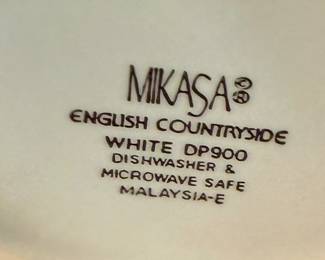 MIKASA ©®
ENGLISH COUNTRYSIDE
WHITE DP900
DISHWASHER &
MICROWAVE SAFE
MALAYSIA-E